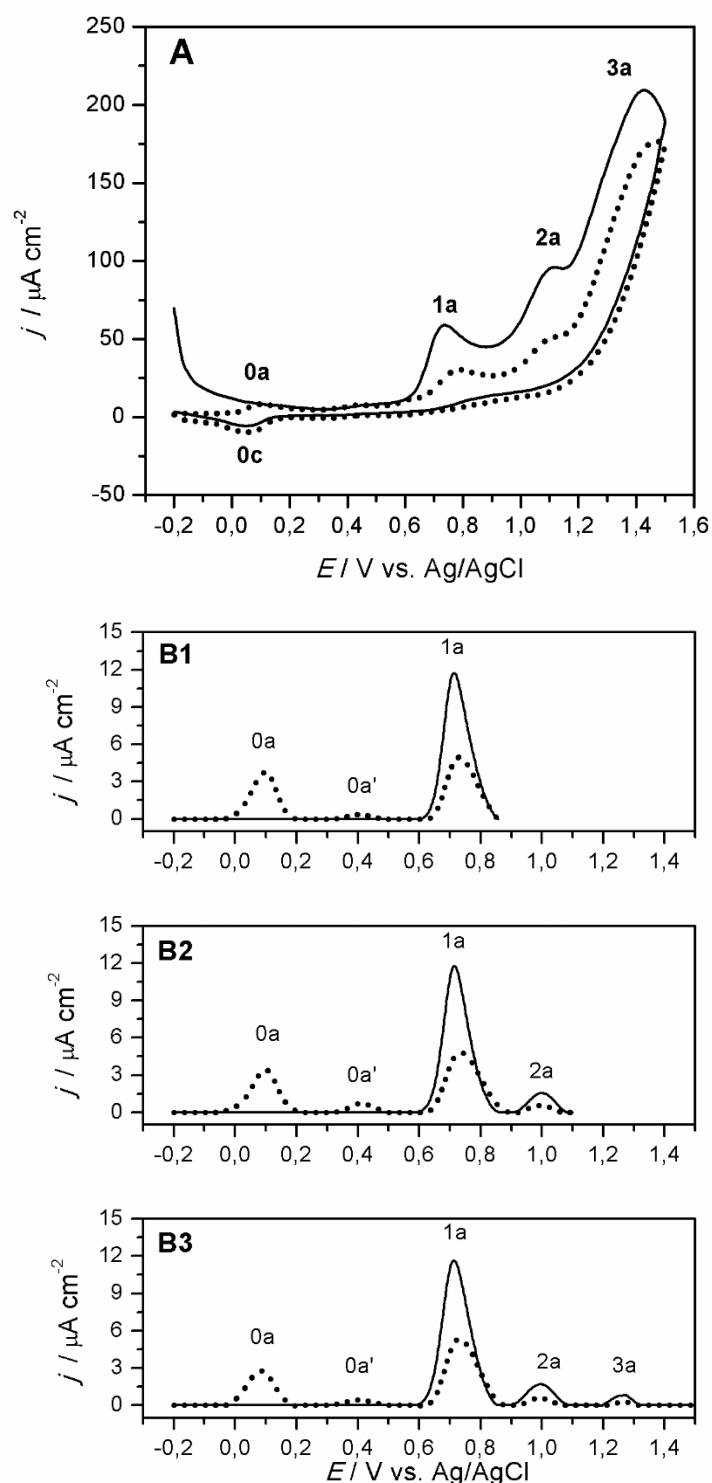 A
250
200
150
100
50
0
-50
j / μA cm-2
3a
2a
1a
0a
0c
-0,2 0,0 0,2 0,4 0,6 0,8 1,0 1,2 1,4 1,6
E / V vs. Ag/AgCl
B1
15
12
9
6
3
0
j / μA cm-2
1a
0a
0a'
-0,2 0,0 0,2 0,4 0,6 0,8 1,0 1,2 1,4
B2
15
12
9
6
3
0
j / μA cm-2
1a
0a
0a'
2a
-0,2 0,0 0,2 0,4 0,6 0,8 1,0 1,2 1,4
B3
15
12
9
6
3
0
j / μA cm-2
1a
0a
0a'
2a
3a
-0,2 0,0 0,2 0,4 0,6 0,8 1,0 1,2 1,4
E / V vs. Ag/AgCl